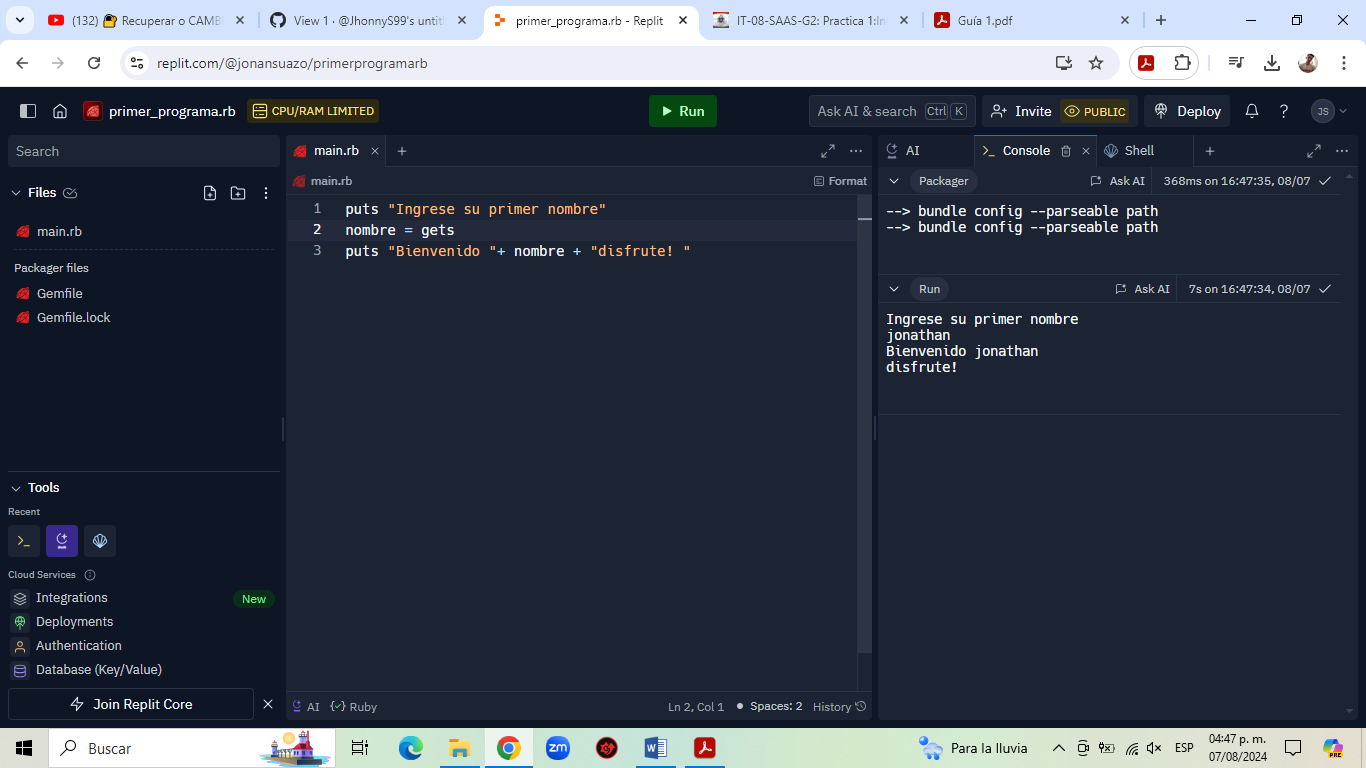 (132) 🔐 Recuperar o CAMB
View 1 · @JhonnyS99's untitl
primer_programa.rb - Replit
IT-08-SAAS-G2: Practica 1:In
Guía 1.pdf
replit.com/@jonansuazo/primerprogramarb
primer_programa.rb
CPU/RAM LIMITED
Run
Ask AI & search Ctrl K
Invite
PUBLIC
Deploy
?
JS
Search
Files
main.rb
Packager files
Gemfile
Gemfile.lock
Tools
Recent
Cloud Services
Integrations New
Deployments
Authentication
Database (Key/Value)
Join Replit Core
main.rb
main.rb
Format
1 puts "Ingrese su primer nombre"
2 nombre = gets
3 puts "Bienvenido "+ nombre + "disfrute! "
AI
Ruby
Ln 2, Col 1
Spaces: 2
History
AI
Console
Shell
Packager Ask AI 368ms on 16:47:35, 08/07
--> bundle config --parseable path
--> bundle config --parseable path
Run Ask AI 7s on 16:47:34, 08/07
Ingrese su primer nombre
jonathan
Bienvenido jonathan
disfrute!
Buscar
zm
W
Para la lluvia
ESP
04:47 p. m.
07/08/2024
PRE